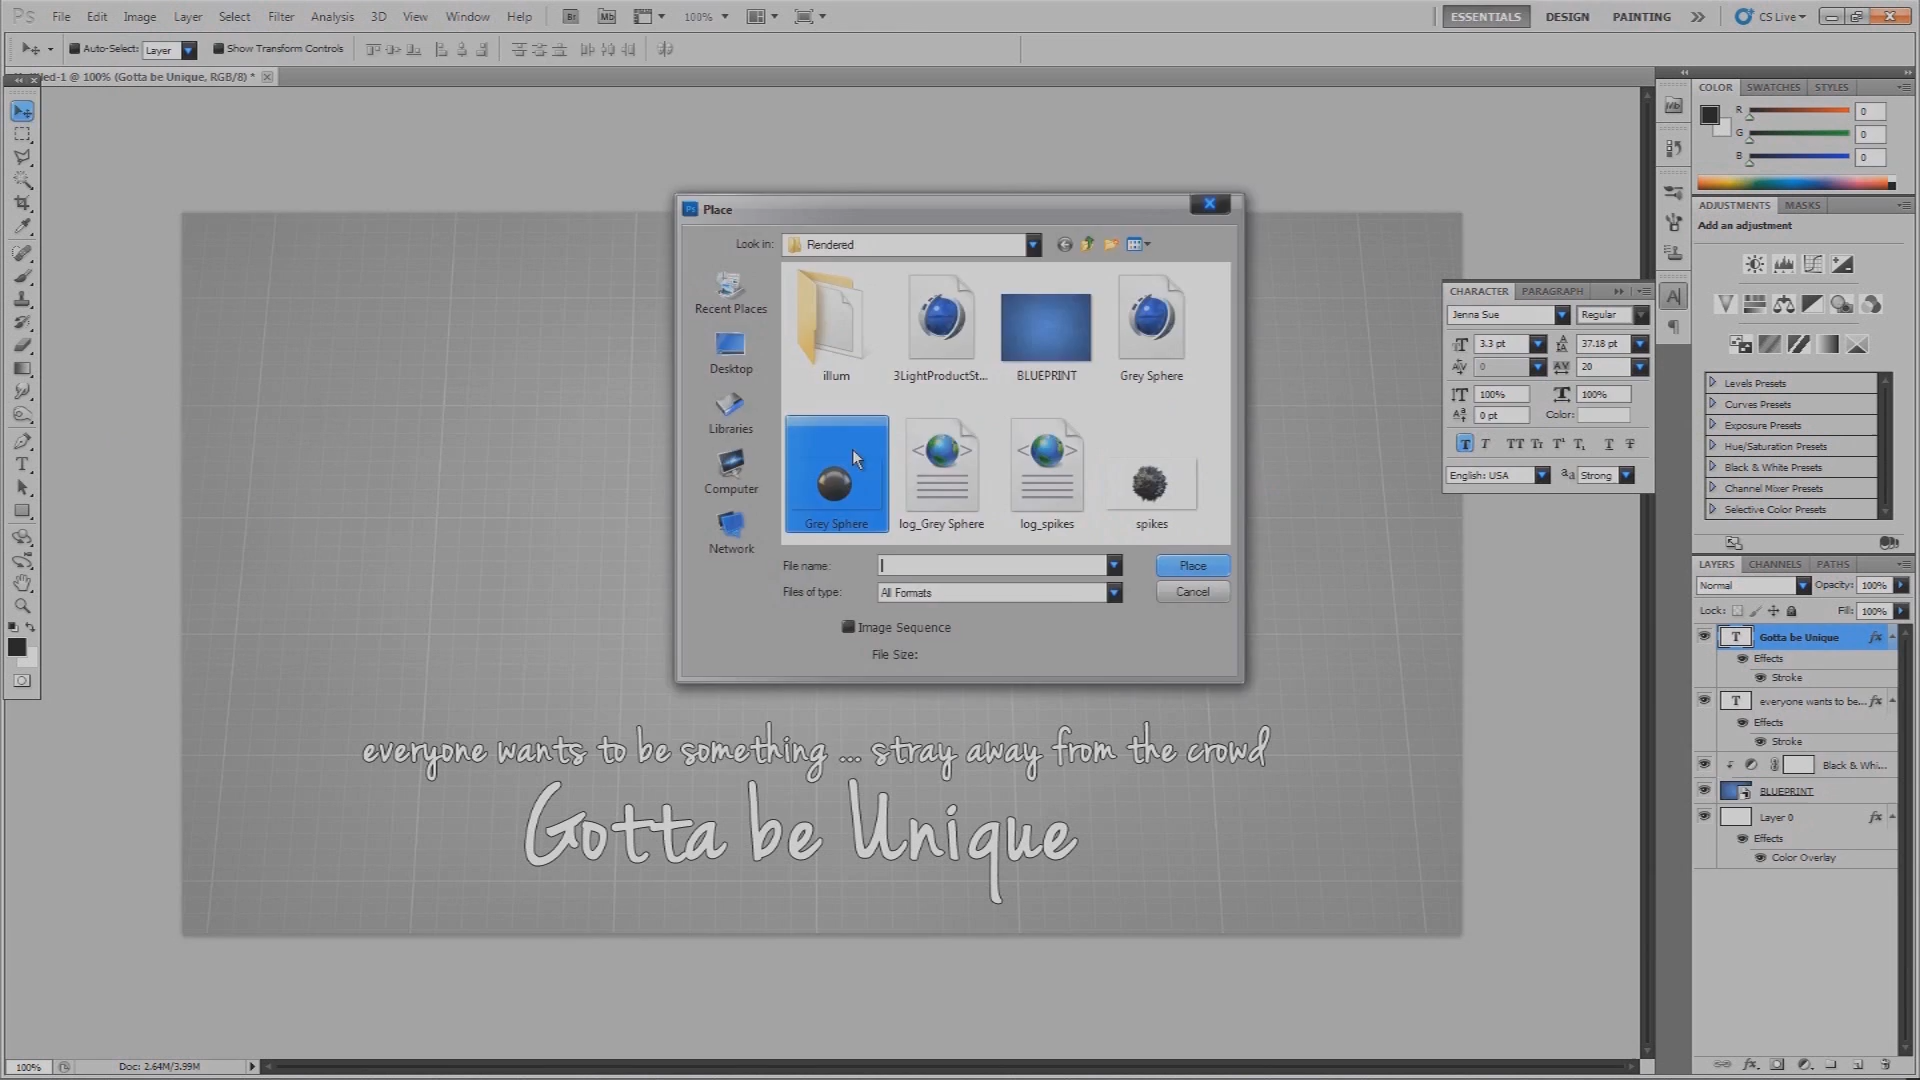 Ps File Edit Image Layer Select Filter Analysis 3D View Window Help Br Mb 100% ESSENTIALS DESIGN PAINTING CS Live
Auto-Select: Layer Show Transform Controls
-1 @ 100% (Gotta be Unique, RGB/8) *
COLOR SWATCHES STYLES
R 0
G 0
B 0
ADJUSTMENTS MASKS
Add an adjustment
Levels Presets
Curves Presets
Exposure Presets
Hue/Saturation Presets
Black & White Presets
Channel Mixer Presets
Selective Color Presets
CHARACTER PARAGRAPH
Jenna Sue Regular
3.3 pt 37.18 pt
0 20
100% 100%
0 pt Color:
English: USA Strong
Ps Place
Look in: Rendered
Recent Places
Desktop
Libraries
Computer
Network
illum 3LightProductSt... BLUEPRINT Grey Sphere
Grey Sphere log_Grey Sphere log_spikes spikes
File name: Place
Files of type: All Formats Cancel
Image Sequence
File Size:
everyone wants to be something ... stray away from the crowd
Gotta be Unique
LAYERS CHANNELS PATHS
Normal Opacity: 100%
Lock: Fill: 100%
T Gotta be Unique fx
Effects
Stroke
T everyone wants to be... fx
Effects
Stroke
Black & Whi...
BLUEPRINT
Layer 0 fx
Effects
Color Overlay
100% Doc: 2.64M/3.99M